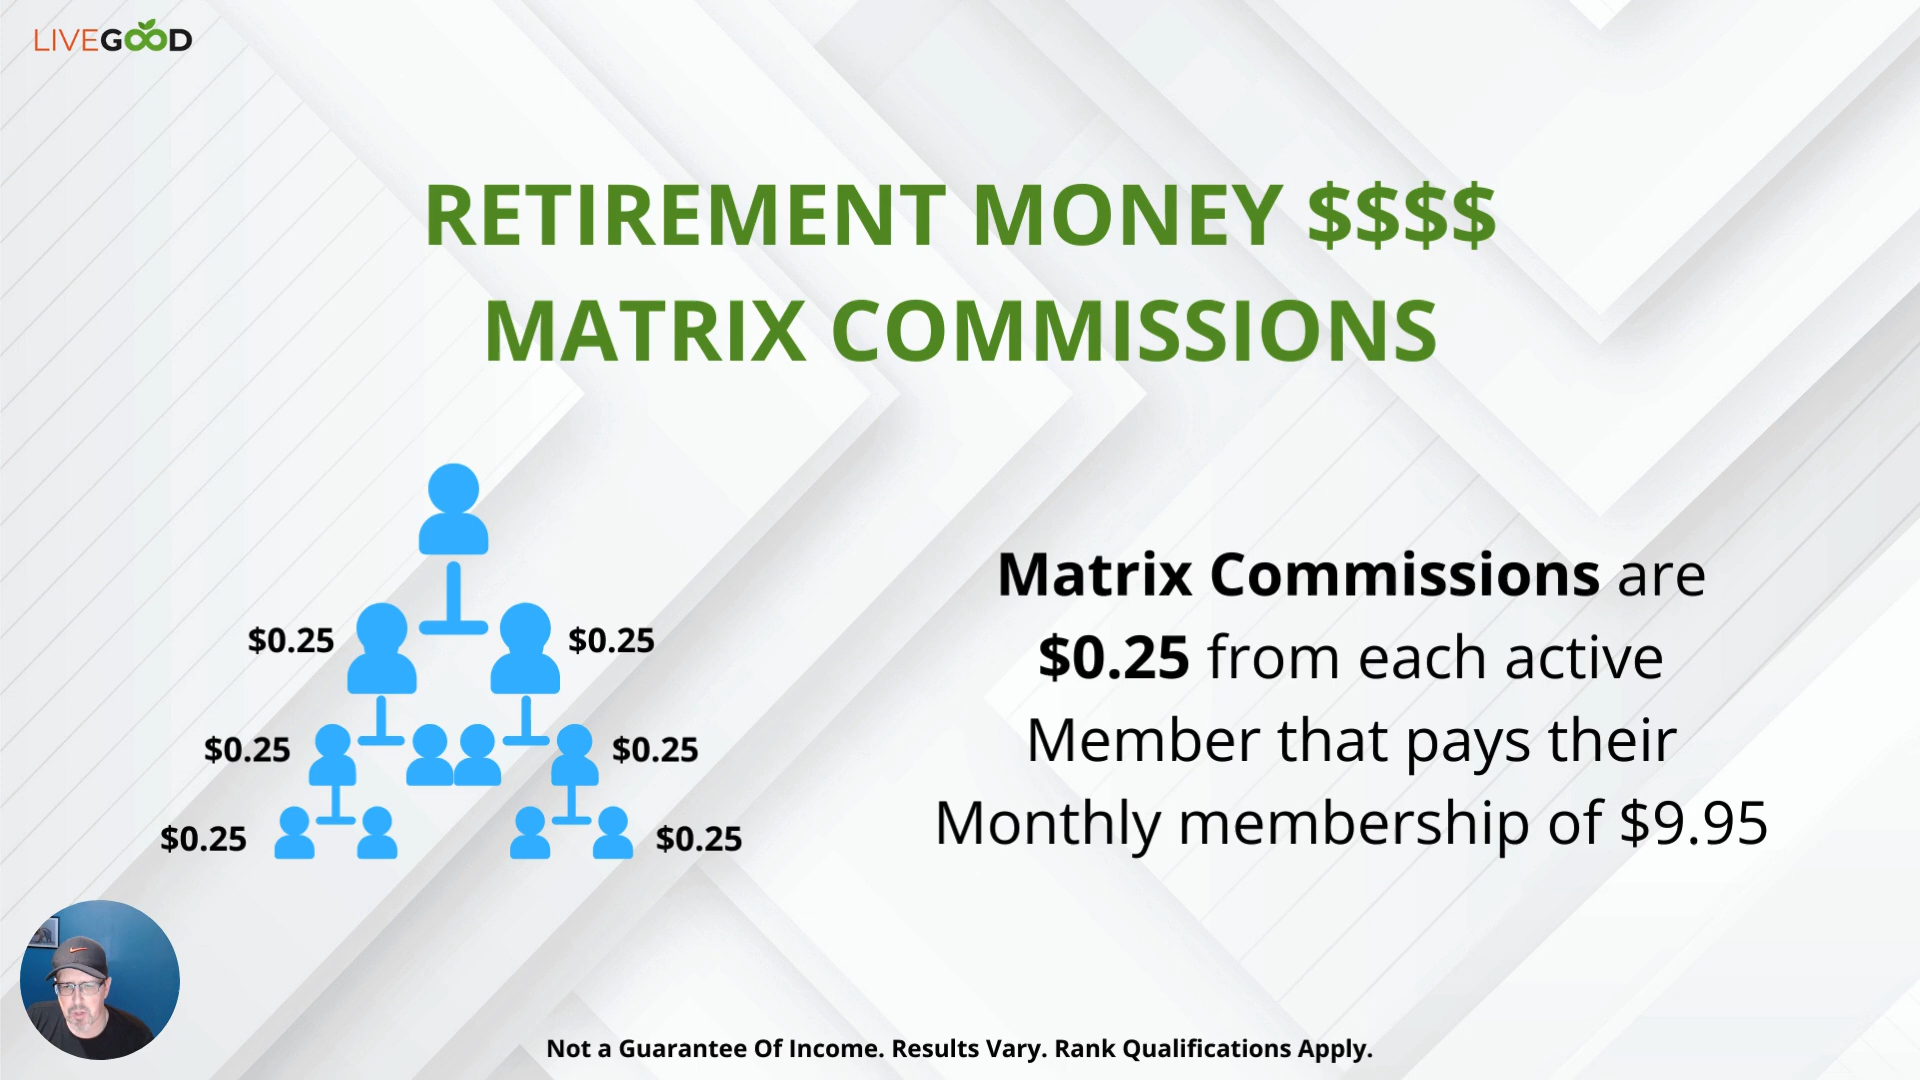 LIVEGOOD
RETIREMENT MONEY $$$$
MATRIX COMMISSIONS
$0.25 $0.25
$0.25 $0.25
$0.25 $0.25
Matrix Commissions are
$0.25 from each active
Member that pays their
Monthly membership of $9.95
Not a Guarantee Of Income. Results Vary. Rank Qualifications Apply.